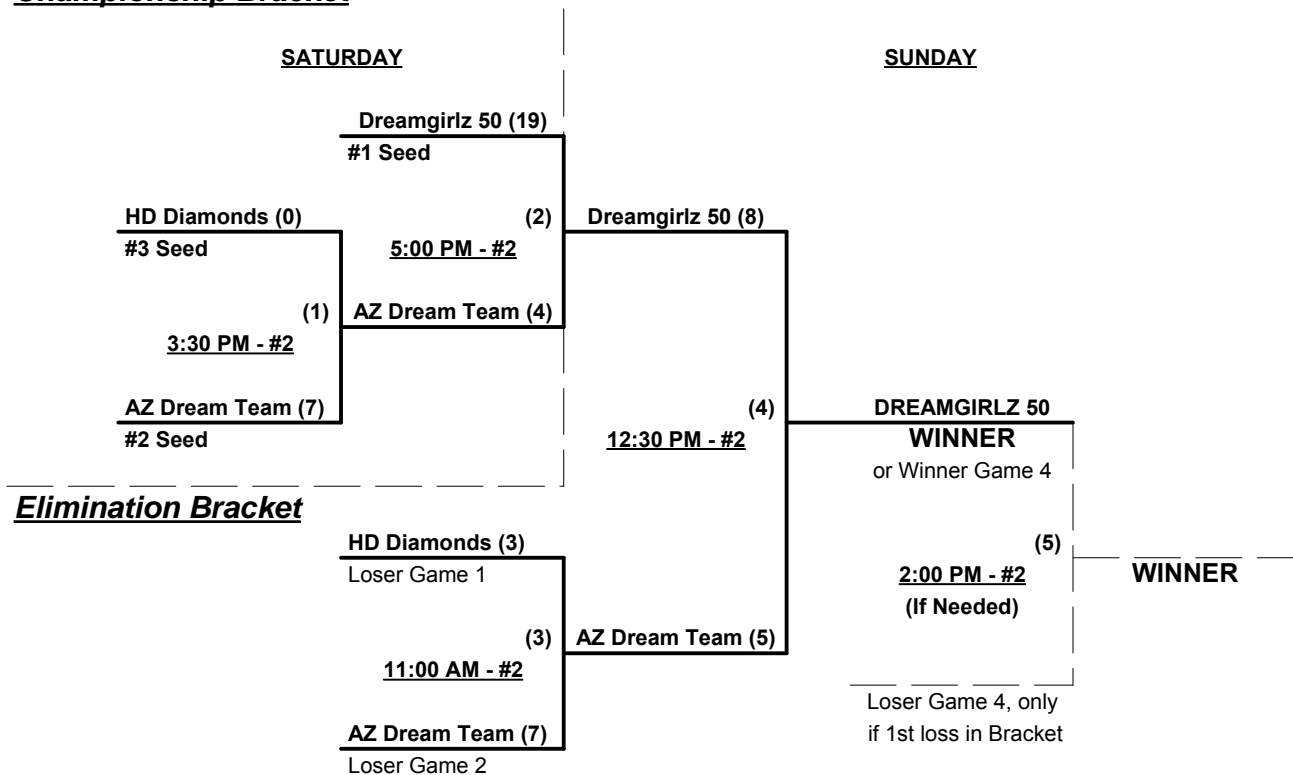 Championship Bracket
SATURDAY
SUNDAY
Dreamgirlz 50 (19)
#1 Seed
HD Diamonds (0)
#3 Seed
(2)
5:00 PM - #2
Dreamgirlz 50 (8)
(1)
3:30 PM - #2
AZ Dream Team (4)
AZ Dream Team (7)
#2 Seed
(4)
12:30 PM - #2
DREAMGIRLZ 50
WINNER
or Winner Game 4
Elimination Bracket
HD Diamonds (3)
Loser Game 1
(5)
2:00 PM - #2
(If Needed)
WINNER
(3)
11:00 AM - #2
AZ Dream Team (5)
Loser Game 4, only
if 1st loss in Bracket
AZ Dream Team (7)
Loser Game 2